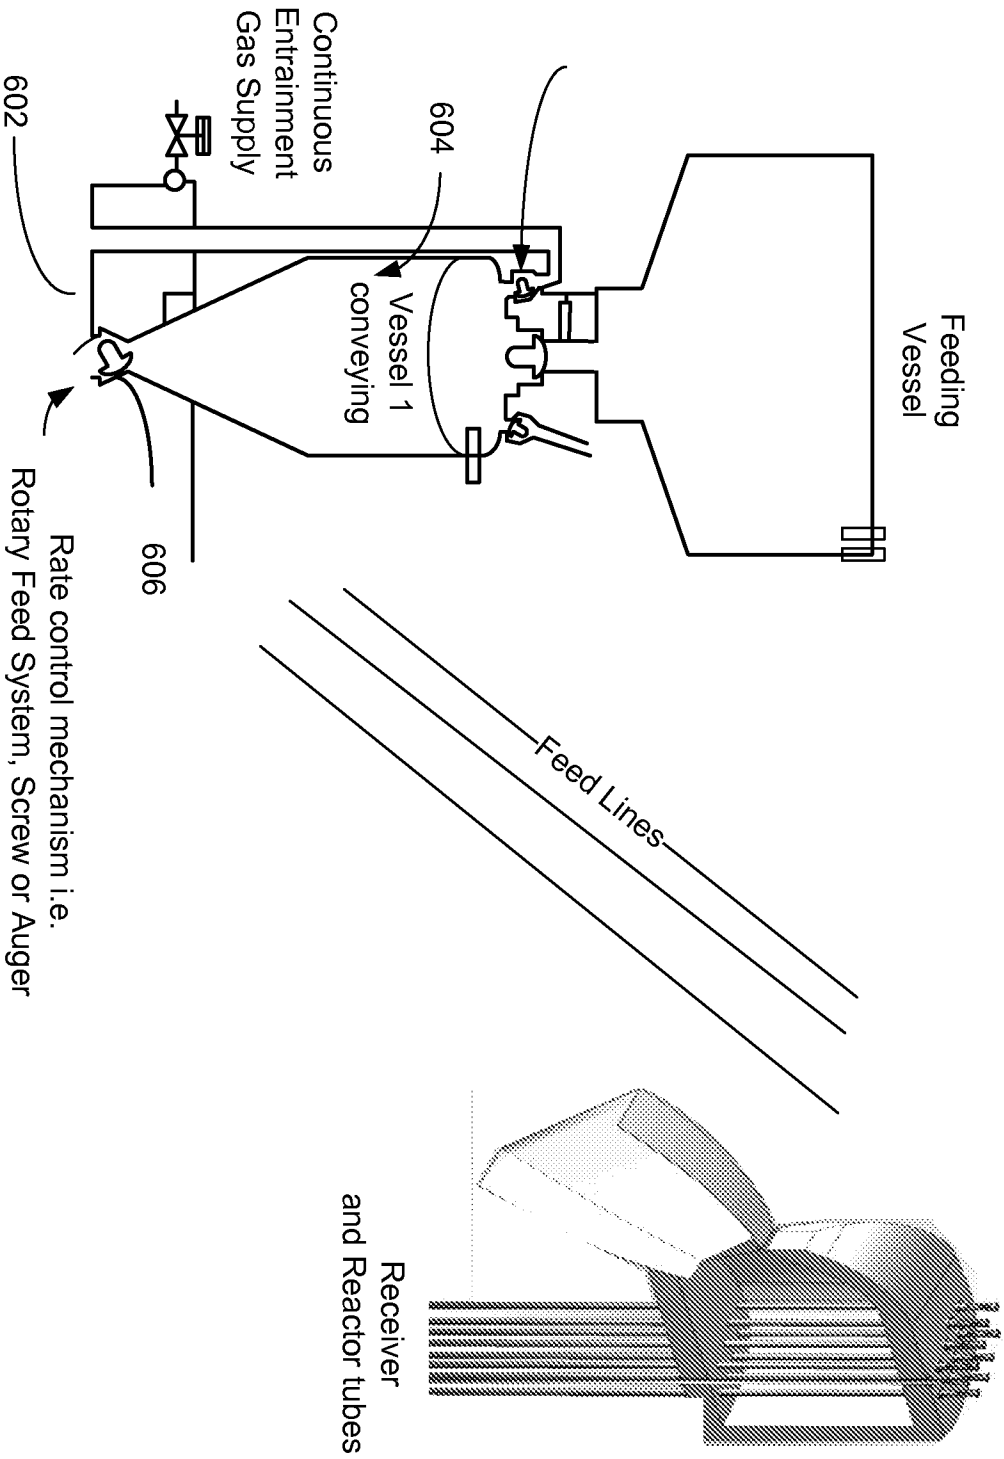 Feeding
Vessel
604
Continuous
Entrainment
Gas Supply
Vessel 1
conveying
602
606
Rate control mechanism i.e.
Rotary Feed System, Screw or Auger
Feed Lines
Receiver
and Reactor tubes